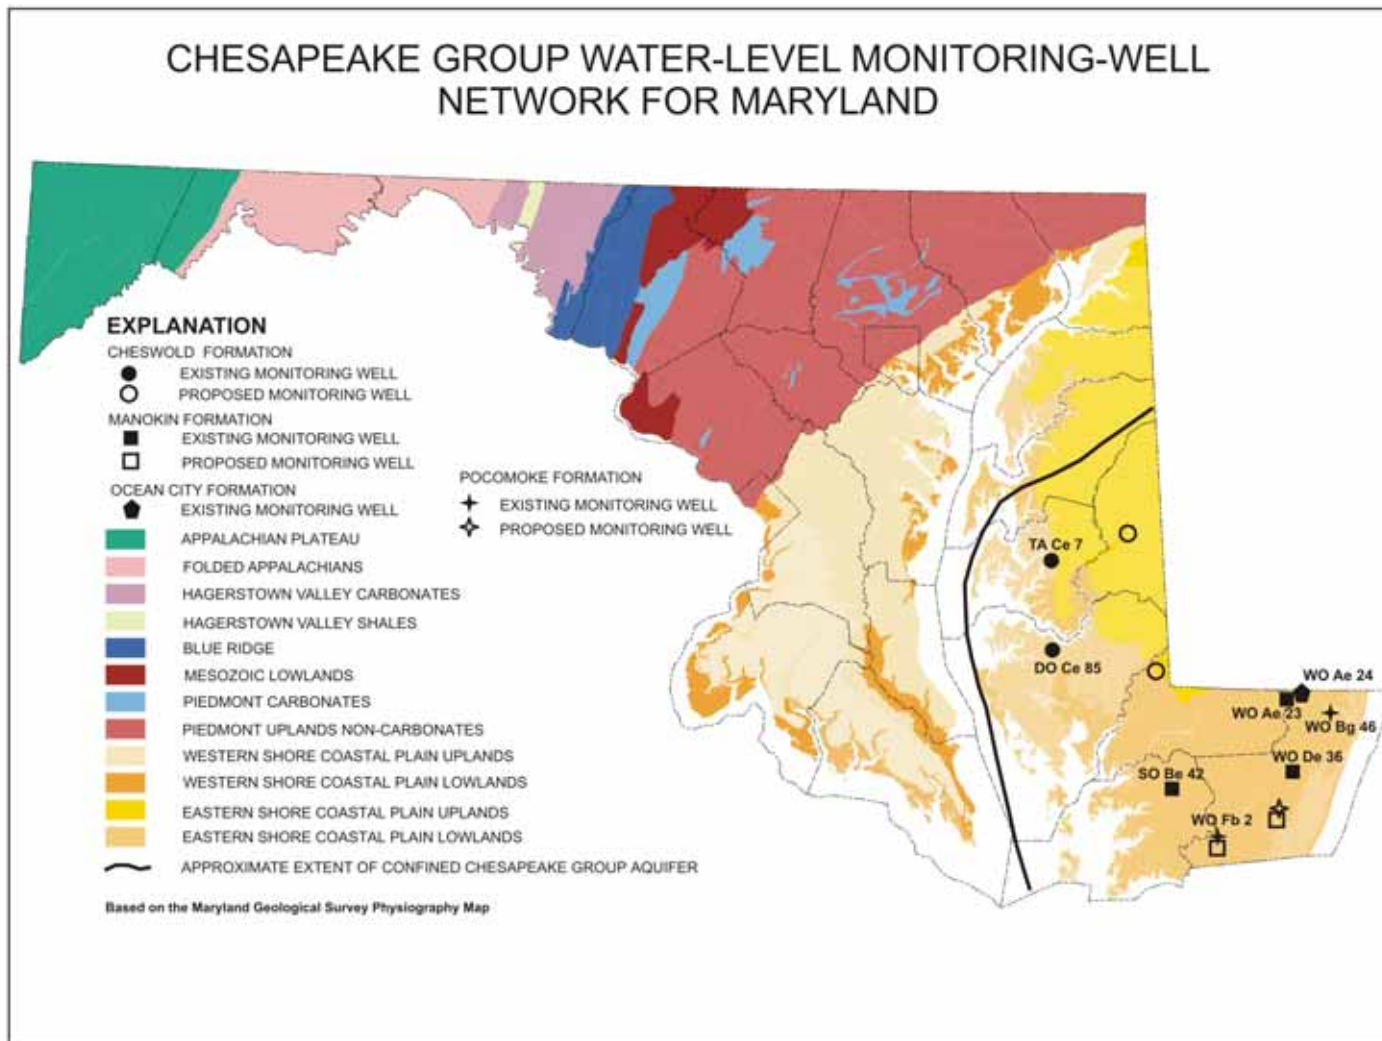 CHESAPEAKE GROUP WATER-LEVEL MONITORING-WELL
NETWORK FOR MARYLAND
EXPLANATION
CHESWOLD FORMATION
EXISTING MONITORING WELL
PROPOSED MONITORING WELL
MANOKIN FORMATION
EXISTING MONITORING WELL
PROPOSED MONITORING WELL
OCEAN CITY FORMATION
EXISTING MONITORING WELL
POCOMOKE FORMATION
EXISTING MONITORING WELL
PROPOSED MONITORING WELL
APPALACHIAN PLATEAU
FOLDED APPALACHIANS
HAGERSTOWN VALLEY CARBONATES
HAGERSTOWN VALLEY SHALES
BLUE RIDGE
MESOZOIC LOWLANDS
PIEDMONT CARBONATES
PIEDMONT UPLANDS NON-CARBONATES
WESTERN SHORE COASTAL PLAIN UPLANDS
WESTERN SHORE COASTAL PLAIN LOWLANDS
EASTERN SHORE COASTAL PLAIN UPLANDS
EASTERN SHORE COASTAL PLAIN LOWLANDS
APPROXIMATE EXTENT OF CONFINED CHESAPEAKE GROUP AQUIFER
Based on the Maryland Geological Survey Physiography Map
TA Ce 7
DO Ce 85
WO Ae 24
WO Ae 23
WO Bg 46
WO De 36
SO Be 42
WO Fb 2